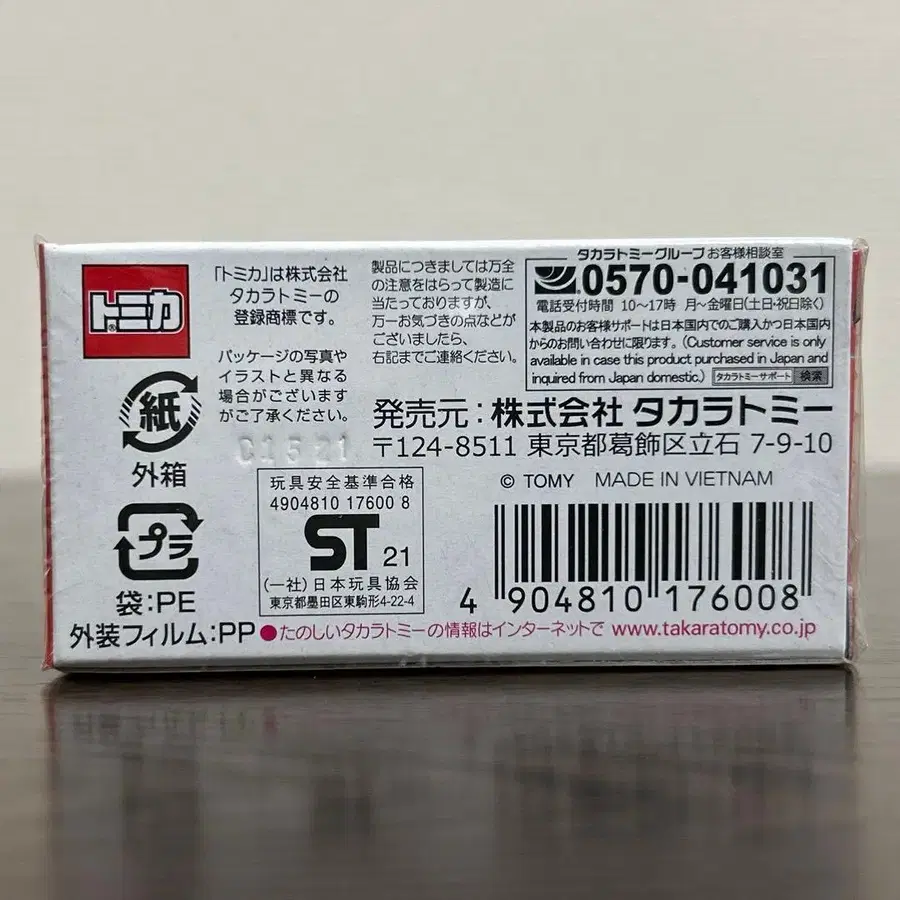 トミカ
®
「トミカ」は株式会社
タカラトミーの
登録商標です。
パッケージの写真や
イラストと異なる
場合がございます
がご了承ください。
製品につきましては万全
の注意をはらって製造に
当たっておりますが、
万一お気づきの点などが
ございましたら、
右記までご連絡ください。
タカラトミーグループ お客様相談室
0570-041031
電話受付時間 10〜17時 月〜金曜日(土日・祝日除く)
本製品のお客様サポートは日本国内でのご購入かつ日本国内
からのお問い合わせに限ります。(Customer service is only
available in case this product purchased in Japan and
inquired from Japan domestic.) タカラトミーサポート 検索
発売元:株式会社 タカラトミー
〒124-8511 東京都葛飾区立石 7-9-10
© TOMY MADE IN VIETNAM
紙
外箱
プラ
袋:PE
外装フィルム:PP
玩具安全基準合格
4904810 17600 8
ST 21
(一社)日本玩具協会
東京都墨田区東駒形4-22-4
4 904810 176008
●たのしいタカラトミーの情報はインターネットで www.takaratomy.co.jp